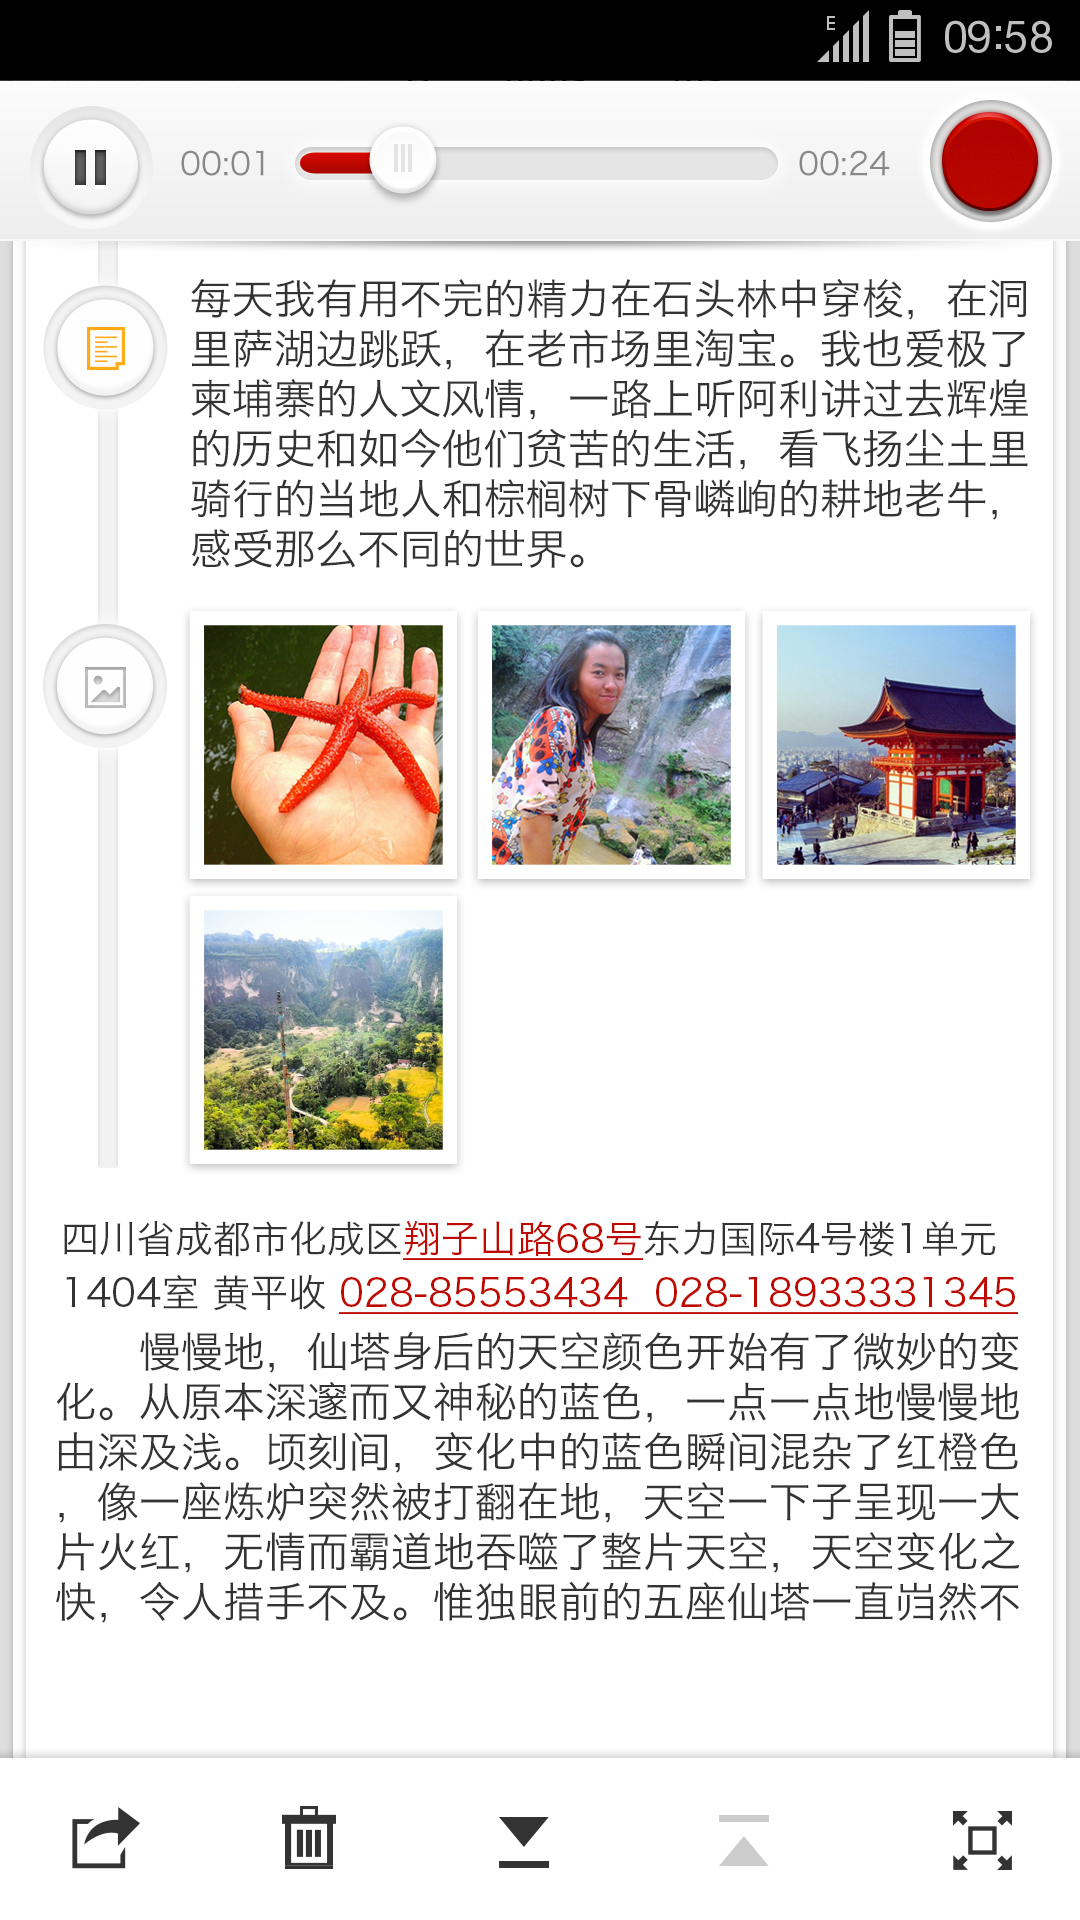 E 09:58
00:01 00:24
每天我有用不完的精力在石头林中穿梭，在洞
里萨湖边跳跃，在老市场里淘宝。我也爱极了
柬埔寨的人文风情，一路上听阿利讲过去辉煌
的历史和如今他们贫苦的生活，看飞扬尘土里
骑行的当地人和棕榈树下骨嶙峋的耕地老牛，
感受那么不同的世界。
四川省成都市化成区翔子山路68号东力国际4号楼1单元
1404室 黄平收 028-85553434 028-18933331345
慢慢地，仙塔身后的天空颜色开始有了微妙的变
化。从原本深邃而又神秘的蓝色，一点一点地慢慢地
由深及浅。顷刻间，变化中的蓝色瞬间混杂了红橙色
，像一座炼炉突然被打翻在地，天空一下子呈现一大
片火红，无情而霸道地吞噬了整片天空，天空变化之
快，令人措手不及。惟独眼前的五座仙塔一直岿然不